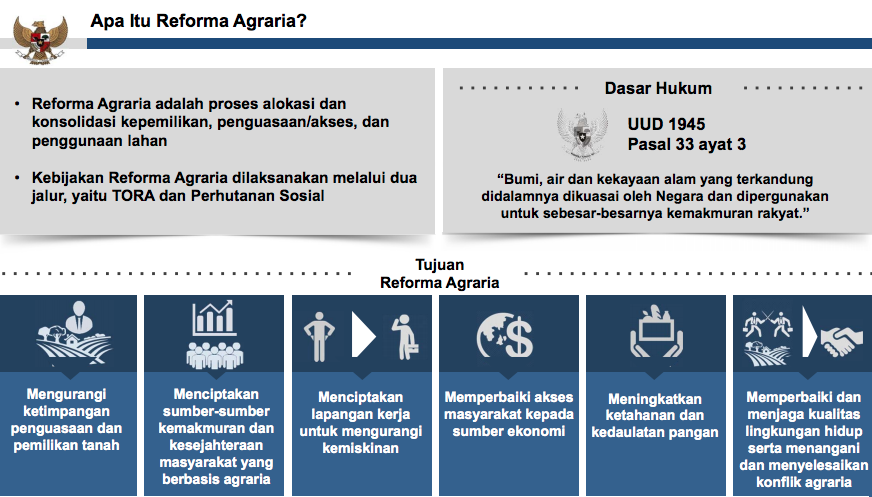 Apa Itu Reforma Agraria?
• Reforma Agraria adalah proses alokasi dan
konsolidasi kepemilikan, penguasaan/akses, dan
penggunaan lahan
• Kebijakan Reforma Agraria dilaksanakan melalui dua
jalur, yaitu TORA dan Perhutanan Sosial
Dasar Hukum
UUD 1945
Pasal 33 ayat 3
“Bumi, air dan kekayaan alam yang terkandung
didalamnya dikuasai oleh Negara dan dipergunakan
untuk sebesar-besarnya kemakmuran rakyat.”
Tujuan
Reforma Agraria
Mengurangi
ketimpangan
penguasaan dan
pemilikan tanah
Menciptakan
sumber-sumber
kemakmuran dan
kesejahteraan
masyarakat yang
berbasis agraria
Menciptakan
lapangan kerja
untuk mengurangi
kemiskinan
Memperbaiki akses
masyarakat kepada
sumber ekonomi
Meningkatkan
ketahanan dan
kedaulatan pangan
Memperbaiki dan
menjaga kualitas
lingkungan hidup
serta menangani
dan menyelesaikan
konflik agraria